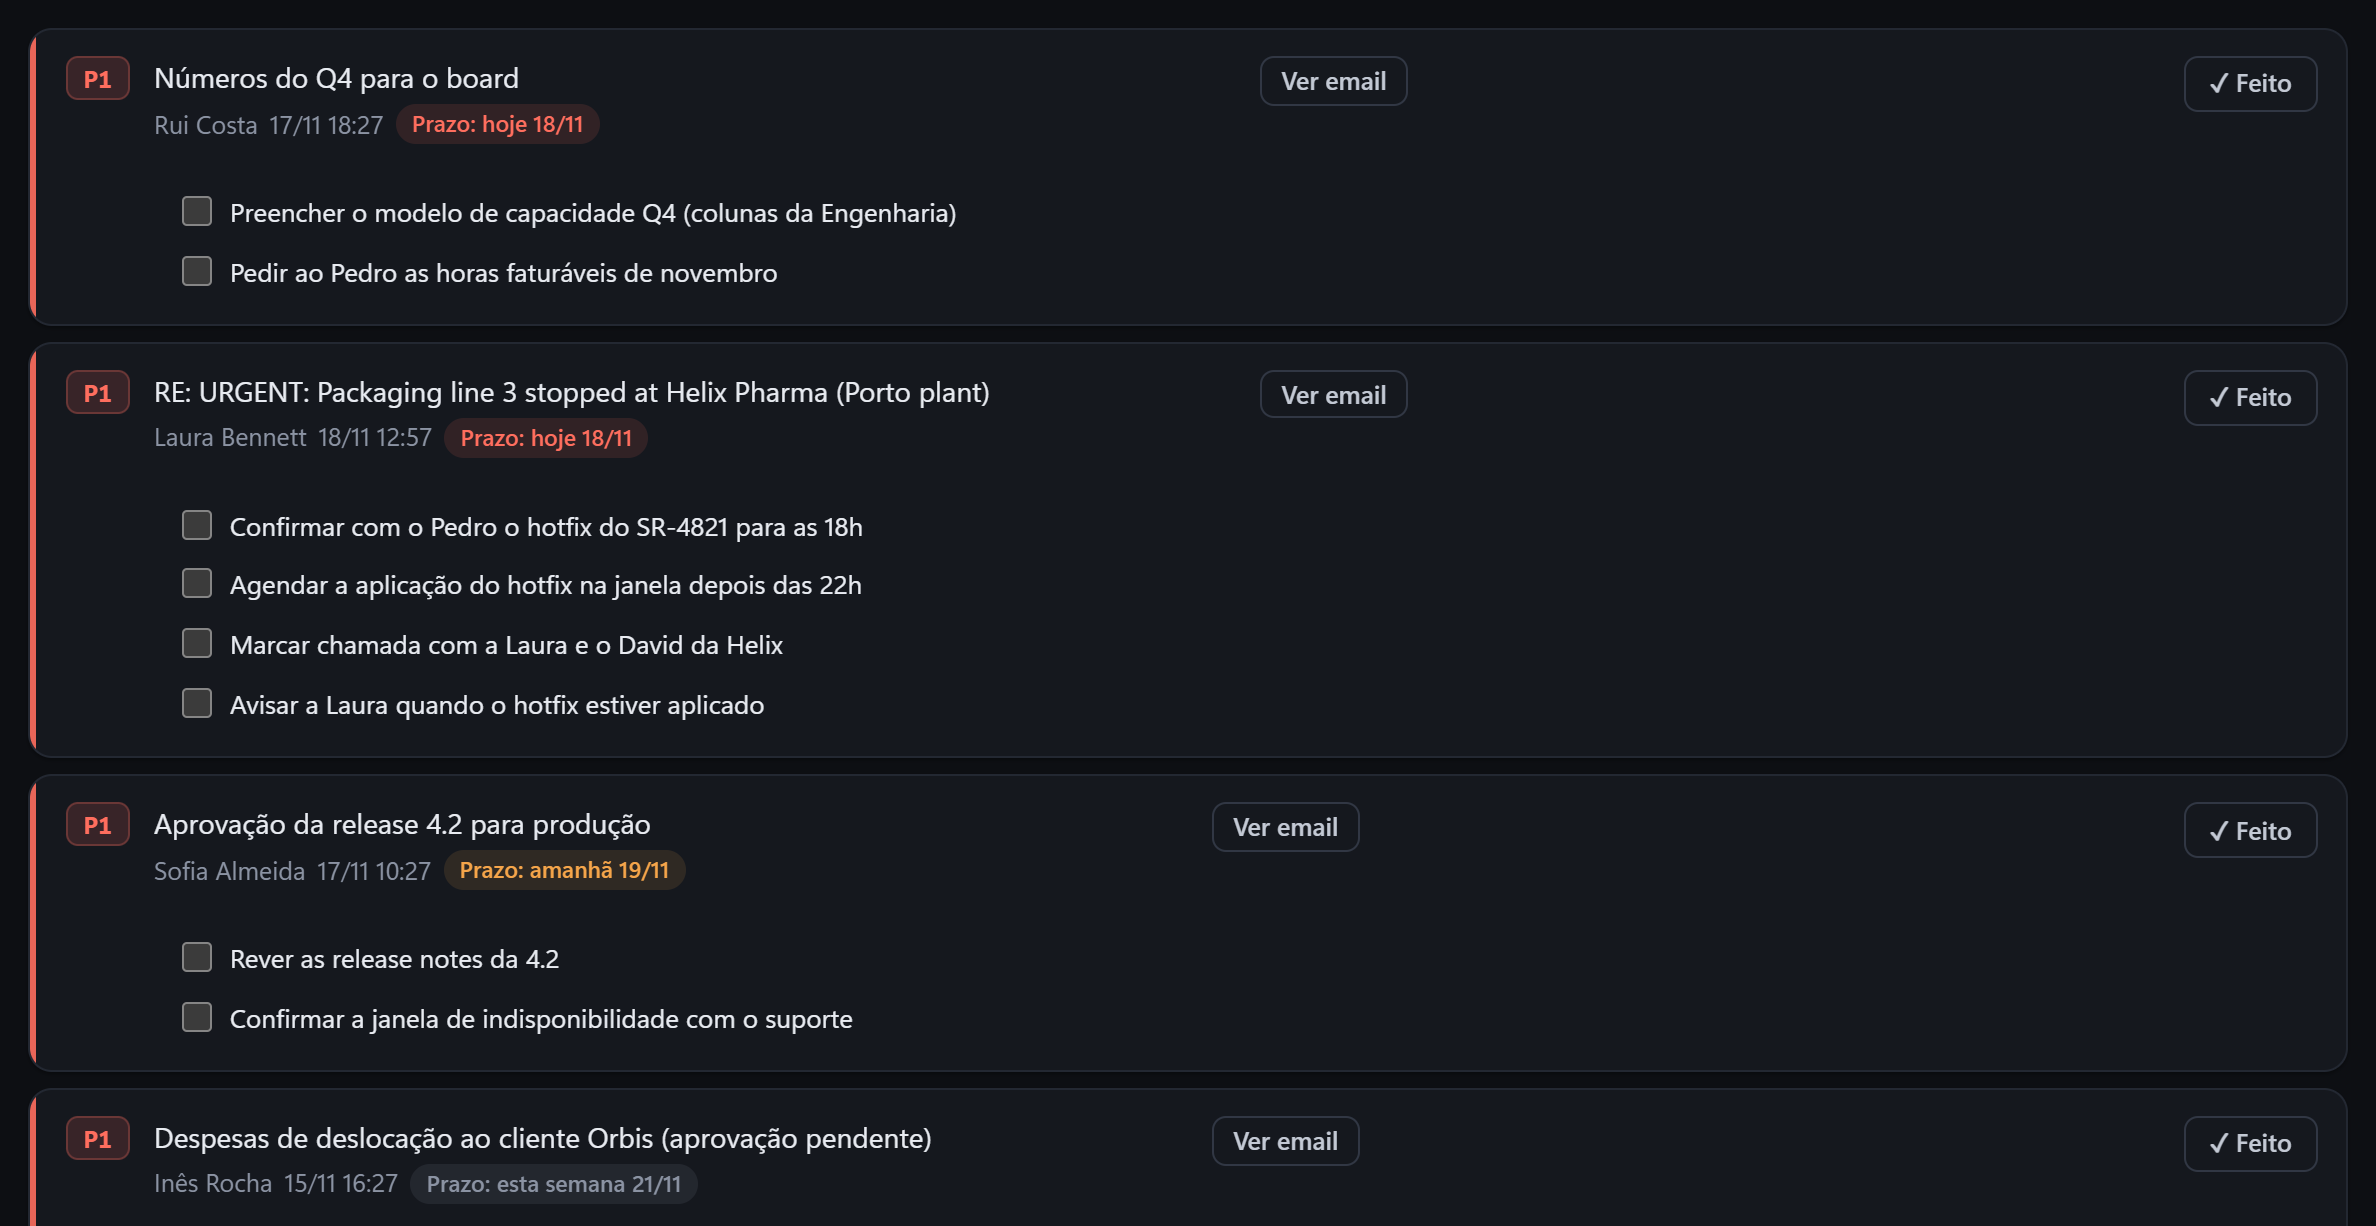 P1 Números do Q4 para o board Ver email ✓ Feito
Rui Costa 17/11 18:27 Prazo: hoje 18/11
Preencher o modelo de capacidade Q4 (colunas da Engenharia)
Pedir ao Pedro as horas faturáveis de novembro
P1 RE: URGENT: Packaging line 3 stopped at Helix Pharma (Porto plant) Ver email ✓ Feito
Laura Bennett 18/11 12:57 Prazo: hoje 18/11
Confirmar com o Pedro o hotfix do SR-4821 para as 18h
Agendar a aplicação do hotfix na janela depois das 22h
Marcar chamada com a Laura e o David da Helix
Avisar a Laura quando o hotfix estiver aplicado
P1 Aprovação da release 4.2 para produção Ver email ✓ Feito
Sofia Almeida 17/11 10:27 Prazo: amanhã 19/11
Rever as release notes da 4.2
Confirmar a janela de indisponibilidade com o suporte
P1 Despesas de deslocação ao cliente Orbis (aprovação pendente) Ver email ✓ Feito
Inês Rocha 15/11 16:27 Prazo: esta semana 21/11